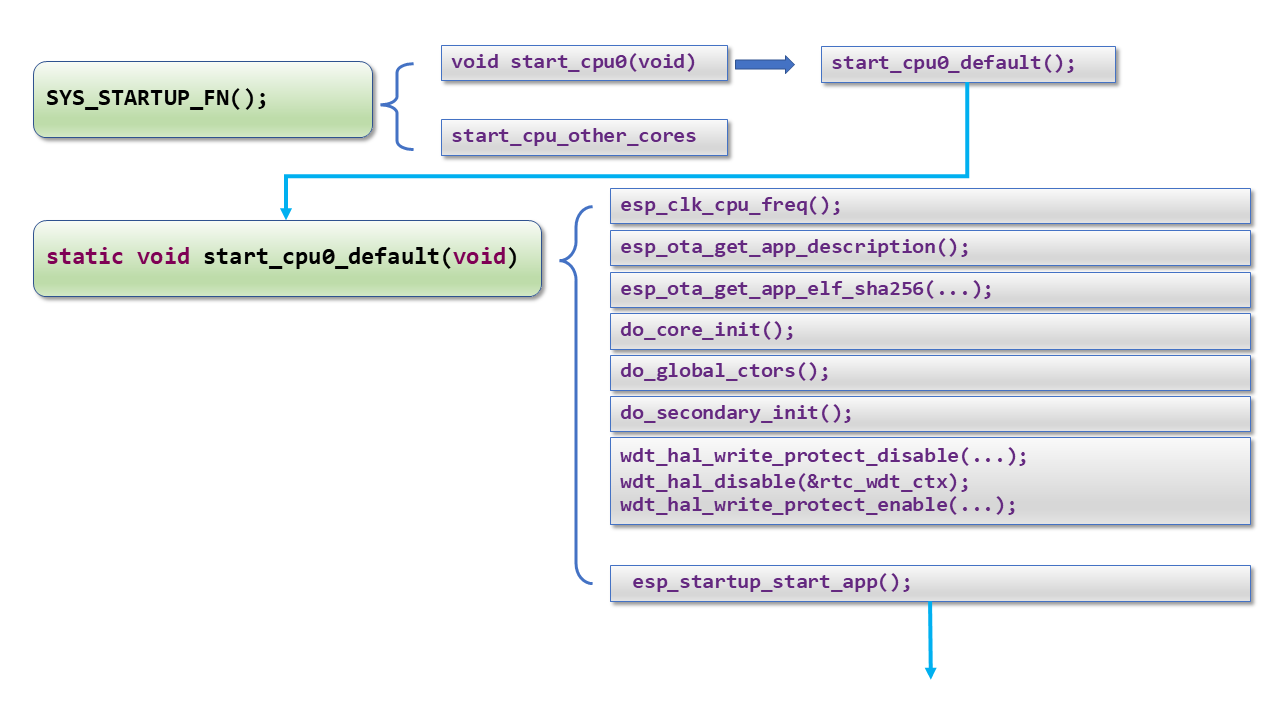 SYS_STARTUP_FN();
void start_cpu0(void)
start_cpu0_default();
start_cpu_other_cores
static void start_cpu0_default(void)
esp_clk_cpu_freq();
esp_ota_get_app_description();
esp_ota_get_app_elf_sha256(...);
do_core_init();
do_global_ctors();
do_secondary_init();
wdt_hal_write_protect_disable(...);
wdt_hal_disable(&rtc_wdt_ctx);
wdt_hal_write_protect_enable(...);
esp_startup_start_app();